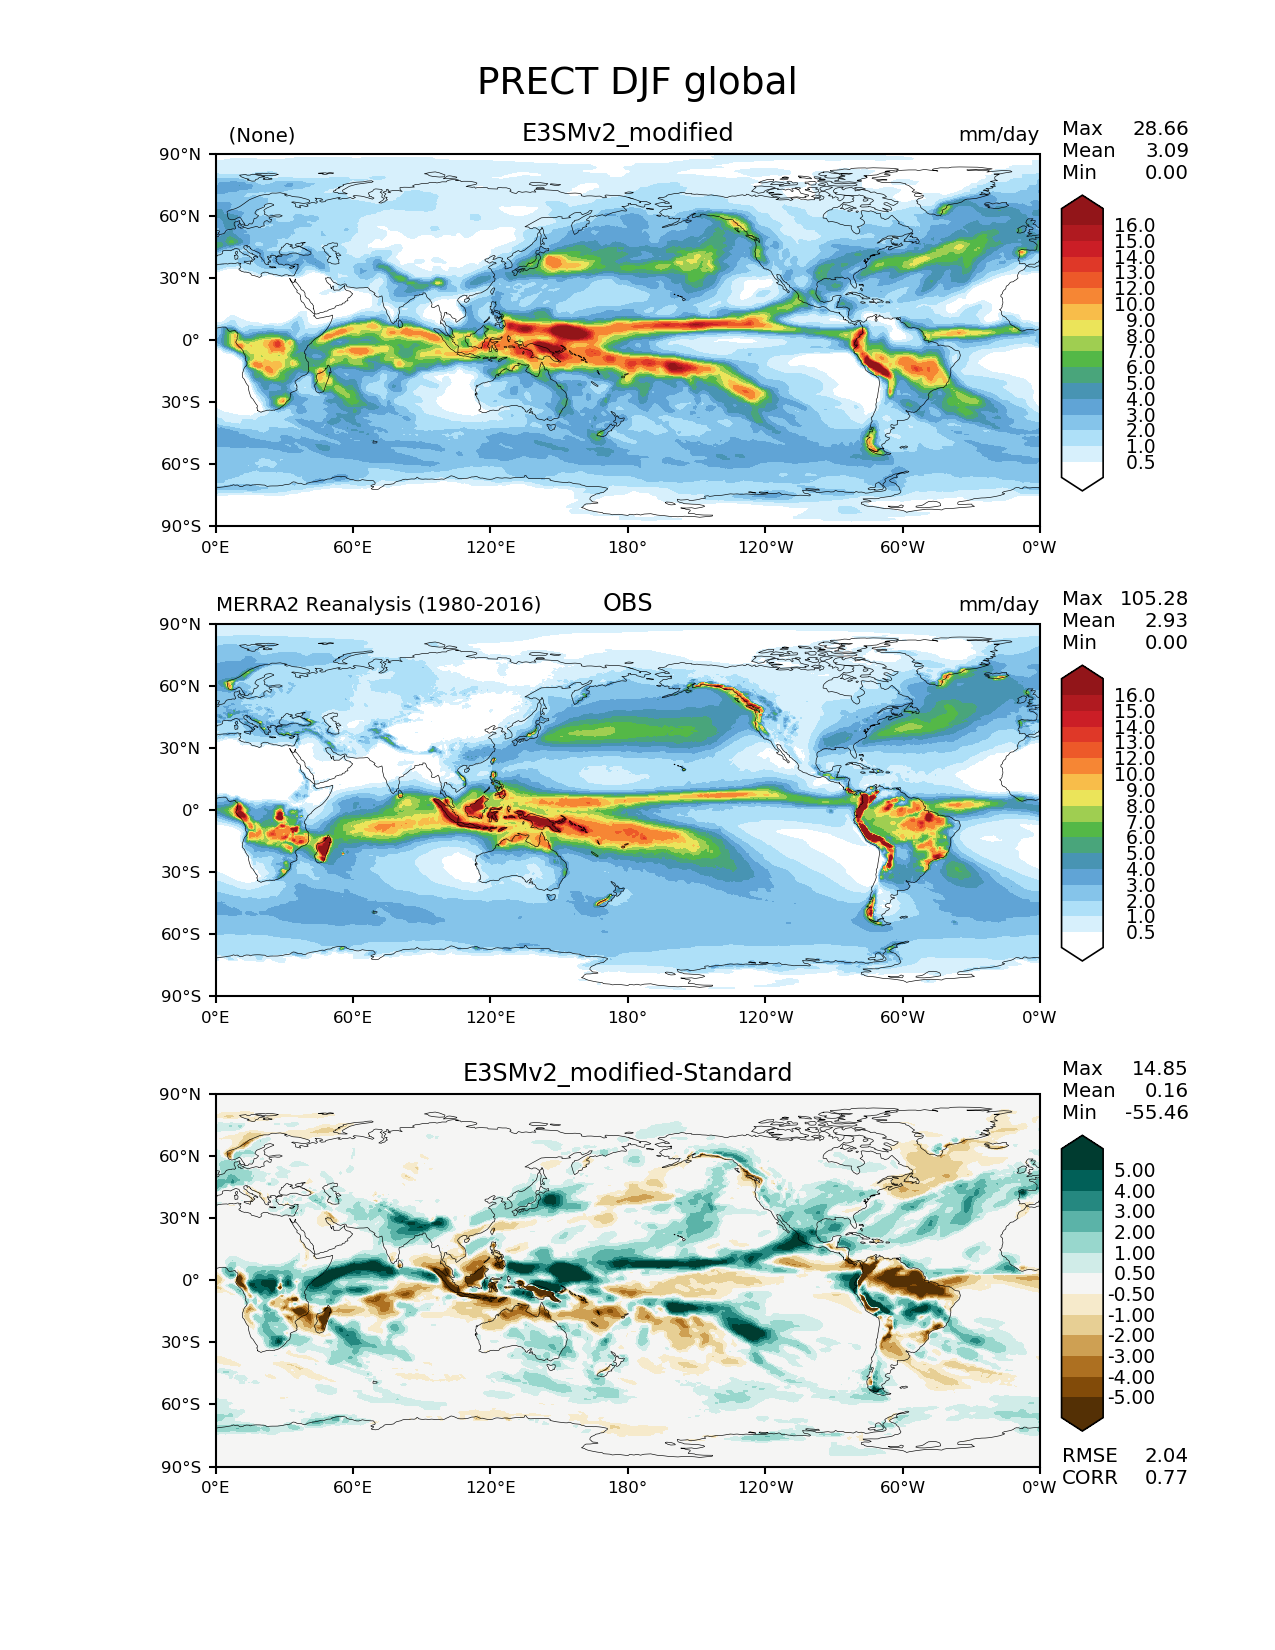 PRECT DJF global
(None) E3SMv2_modified mm/day
Max 28.66
Mean 3.09
Min 0.00
90°N
60°N
30°N
0°
30°S
60°S
90°S
0°E 60°E 120°E 180° 120°W 60°W 0°W
16.0
15.0
14.0
13.0
12.0
10.0
9.0
8.0
7.0
6.0
5.0
4.0
3.0
2.0
1.0
0.5
MERRA2 Reanalysis (1980-2016) OBS mm/day
Max 105.28
Mean 2.93
Min 0.00
90°N
60°N
30°N
0°
30°S
60°S
90°S
0°E 60°E 120°E 180° 120°W 60°W 0°W
16.0
15.0
14.0
13.0
12.0
10.0
9.0
8.0
7.0
6.0
5.0
4.0
3.0
2.0
1.0
0.5
E3SMv2_modified-Standard
Max 14.85
Mean 0.16
Min -55.46
90°N
60°N
30°N
0°
30°S
60°S
90°S
0°E 60°E 120°E 180° 120°W 60°W 0°W
5.00
4.00
3.00
2.00
1.00
0.50
-0.50
-1.00
-2.00
-3.00
-4.00
-5.00
RMSE 2.04
CORR 0.77